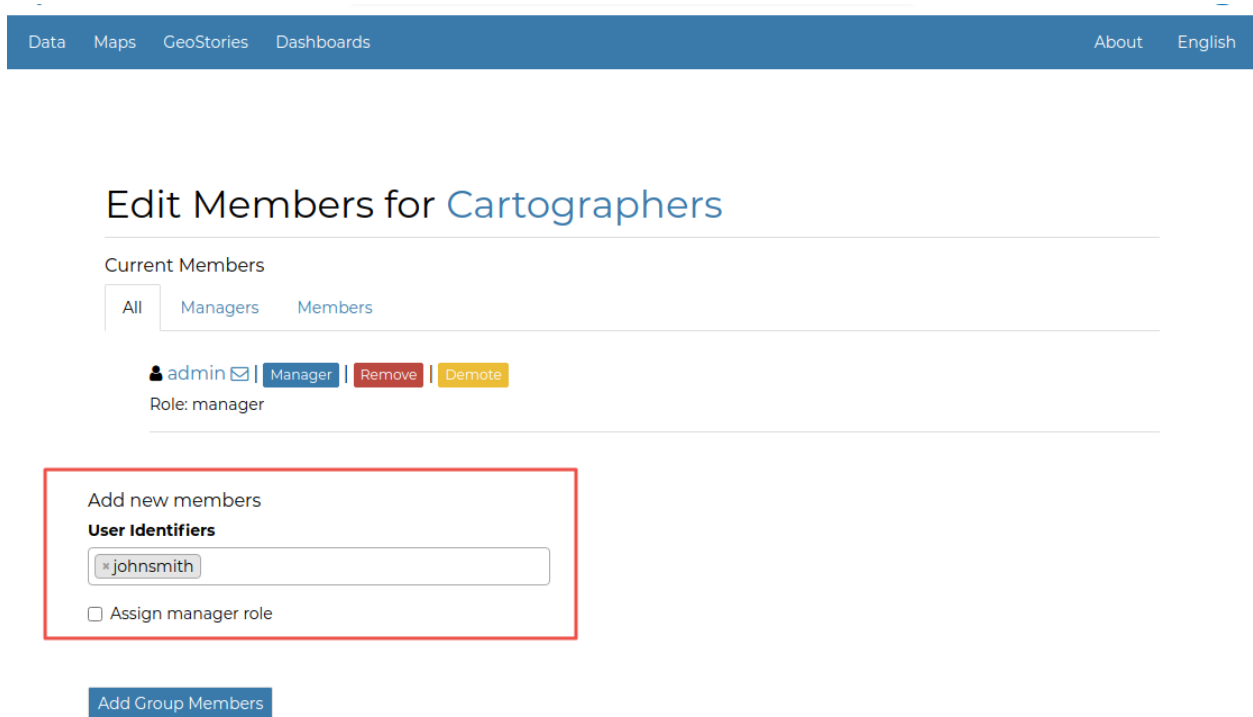 Data Maps GeoStories Dashboards About English
Edit Members for Cartographers
Current Members
All Managers Members
admin | Manager | Remove | Demote
Role: manager
Add new members
User Identifiers
× johnsmith
Assign manager role
Add Group Members